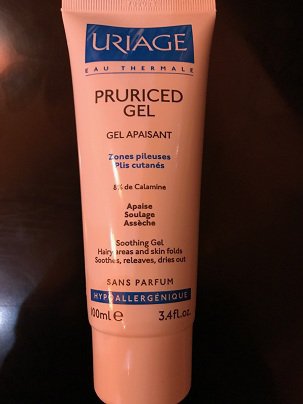 URIAGE
EAU THERMALE
PRURICED
GEL
GEL APAISANT
Zones pileuses
Plis cutanés
8% de Calamine
Apaise
Soulage
Assèche
Soothing Gel
Hairy areas and skin folds
Soothes, releaves, dries out
SANS PARFUM
HYPOALLERGÉNIQUE
100ml e 3.4fl.oz.